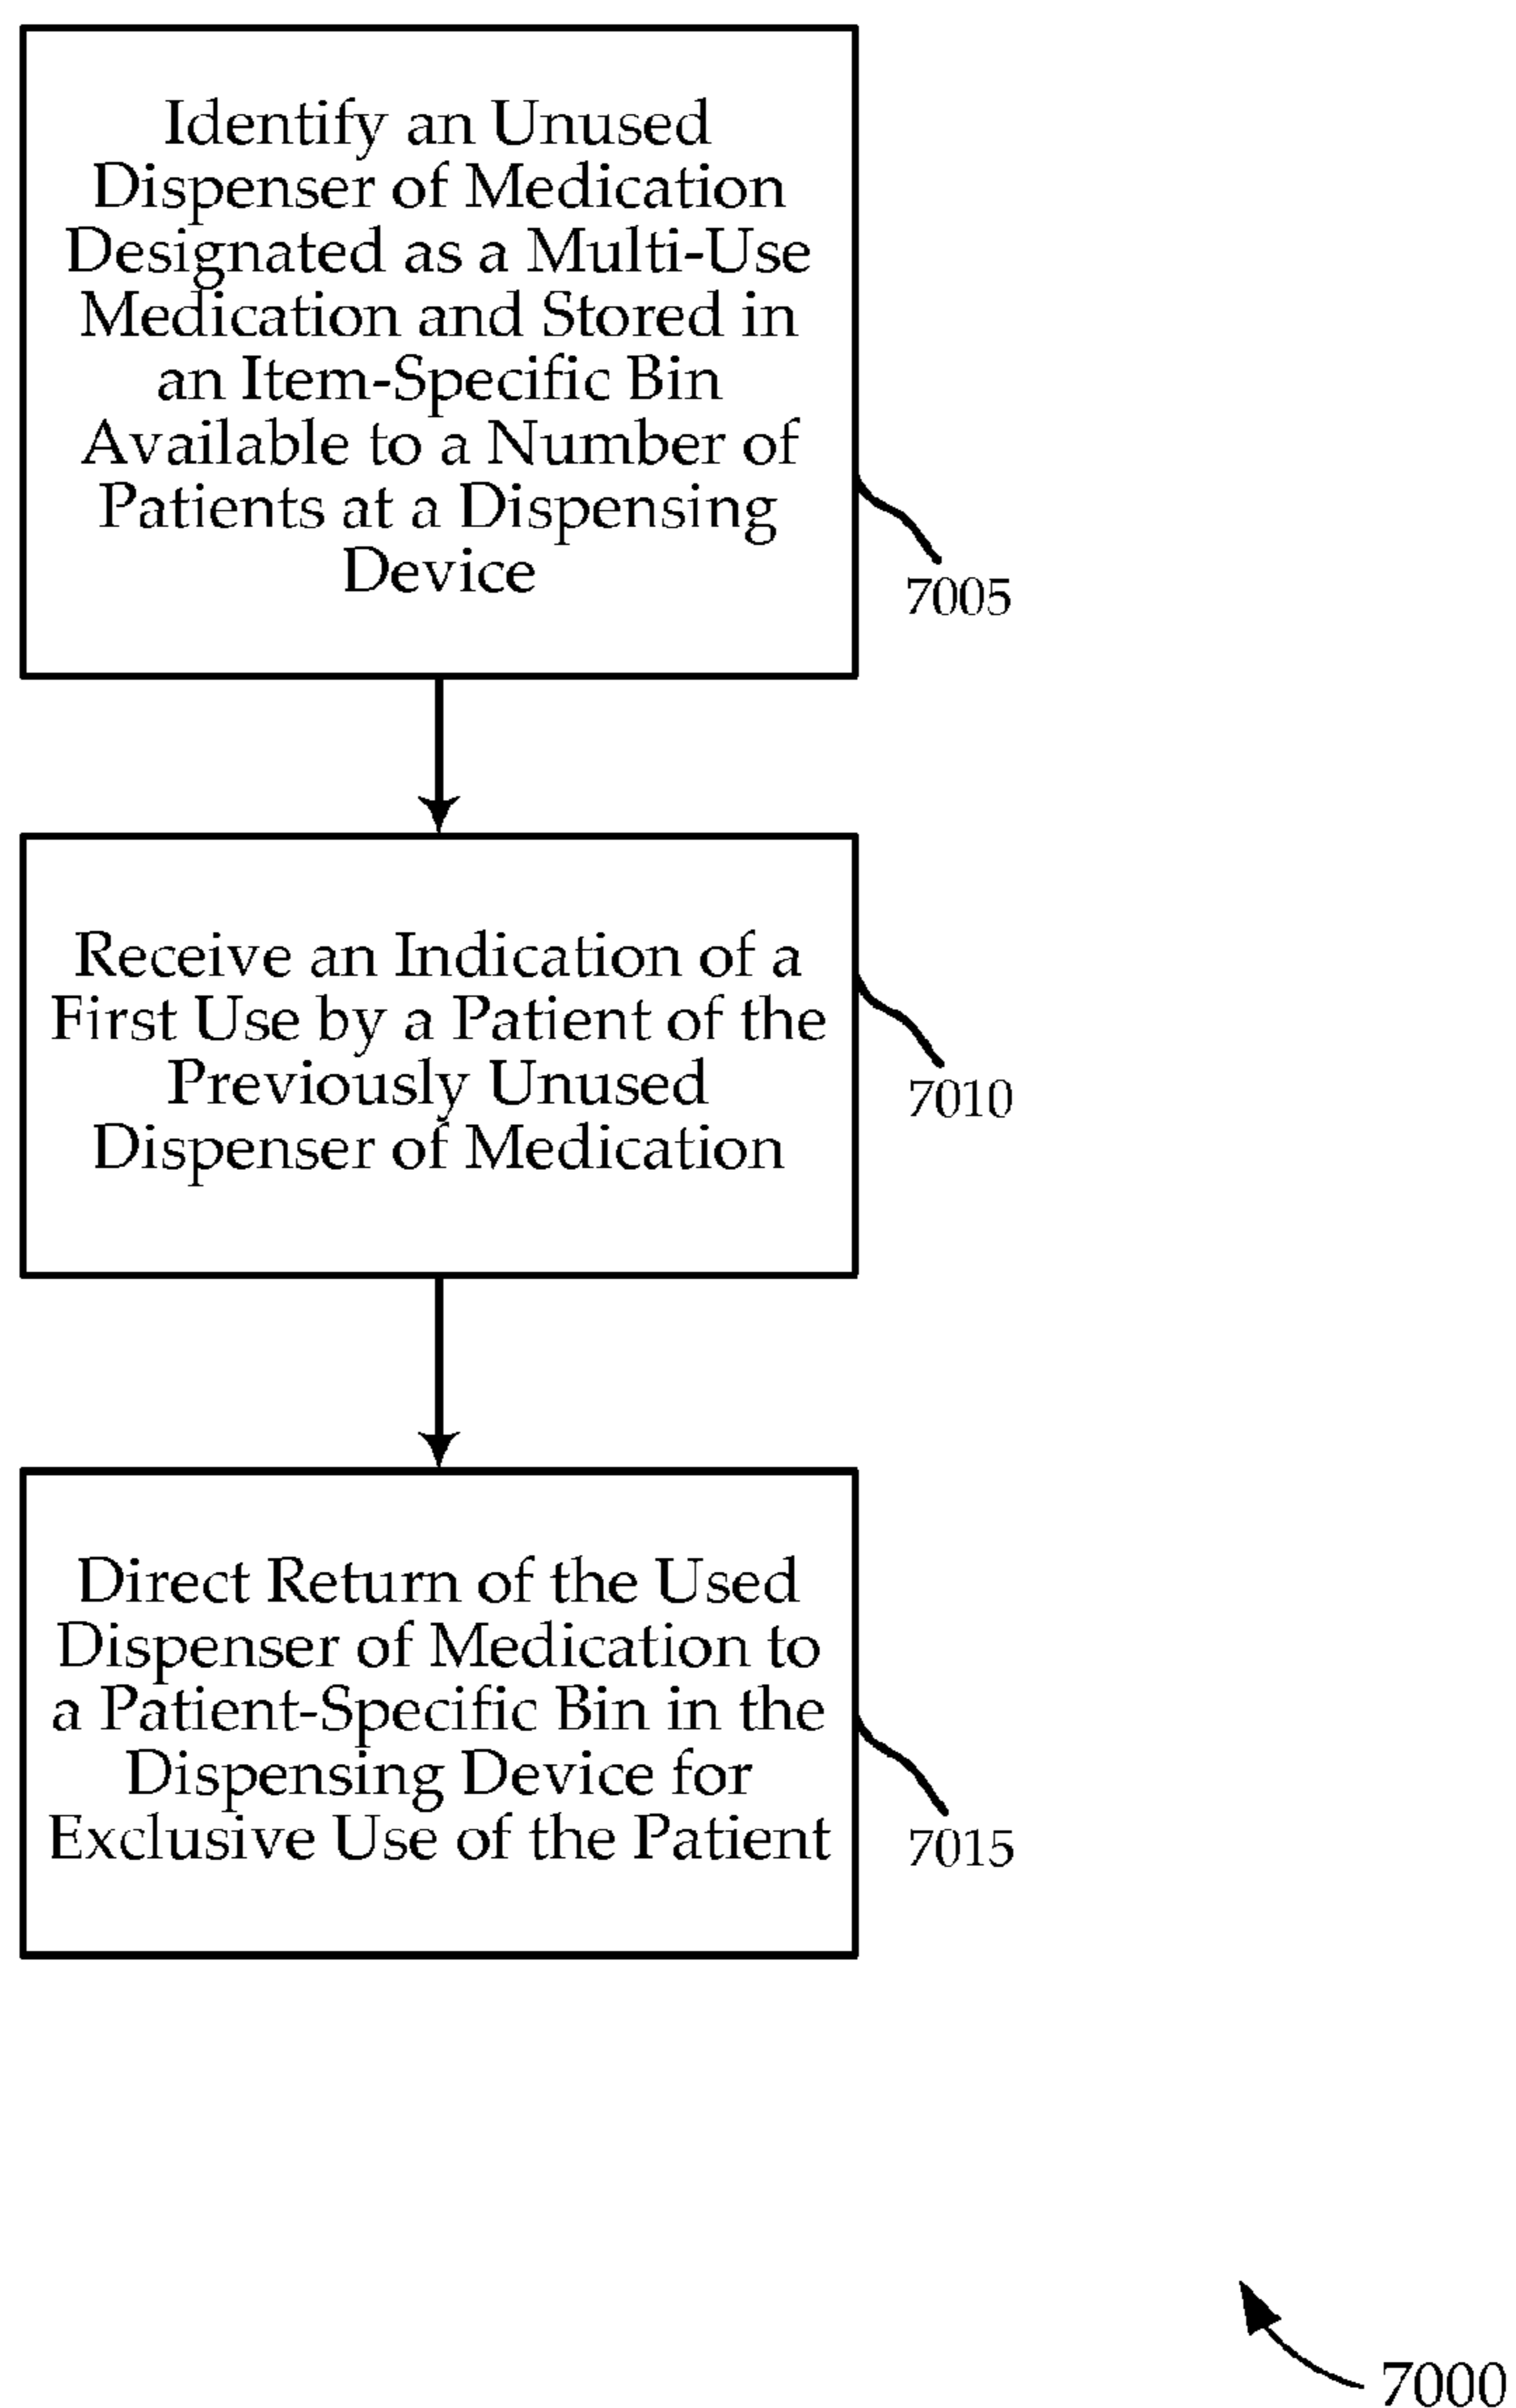 Identify an Unused
Dispenser of Medication
Designated as a Multi-Use
Medication and Stored in
an Item-Specific Bin
Available to a Number of
Patients at a Dispensing
Device
7005
Receive an Indication of a
First Use by a Patient of the
Previously Unused
Dispenser of Medication
7010
Direct Return of the Used
Dispenser of Medication to
a Patient-Specific Bin in the
Dispensing Device for
Exclusive Use of the Patient
7015
7000